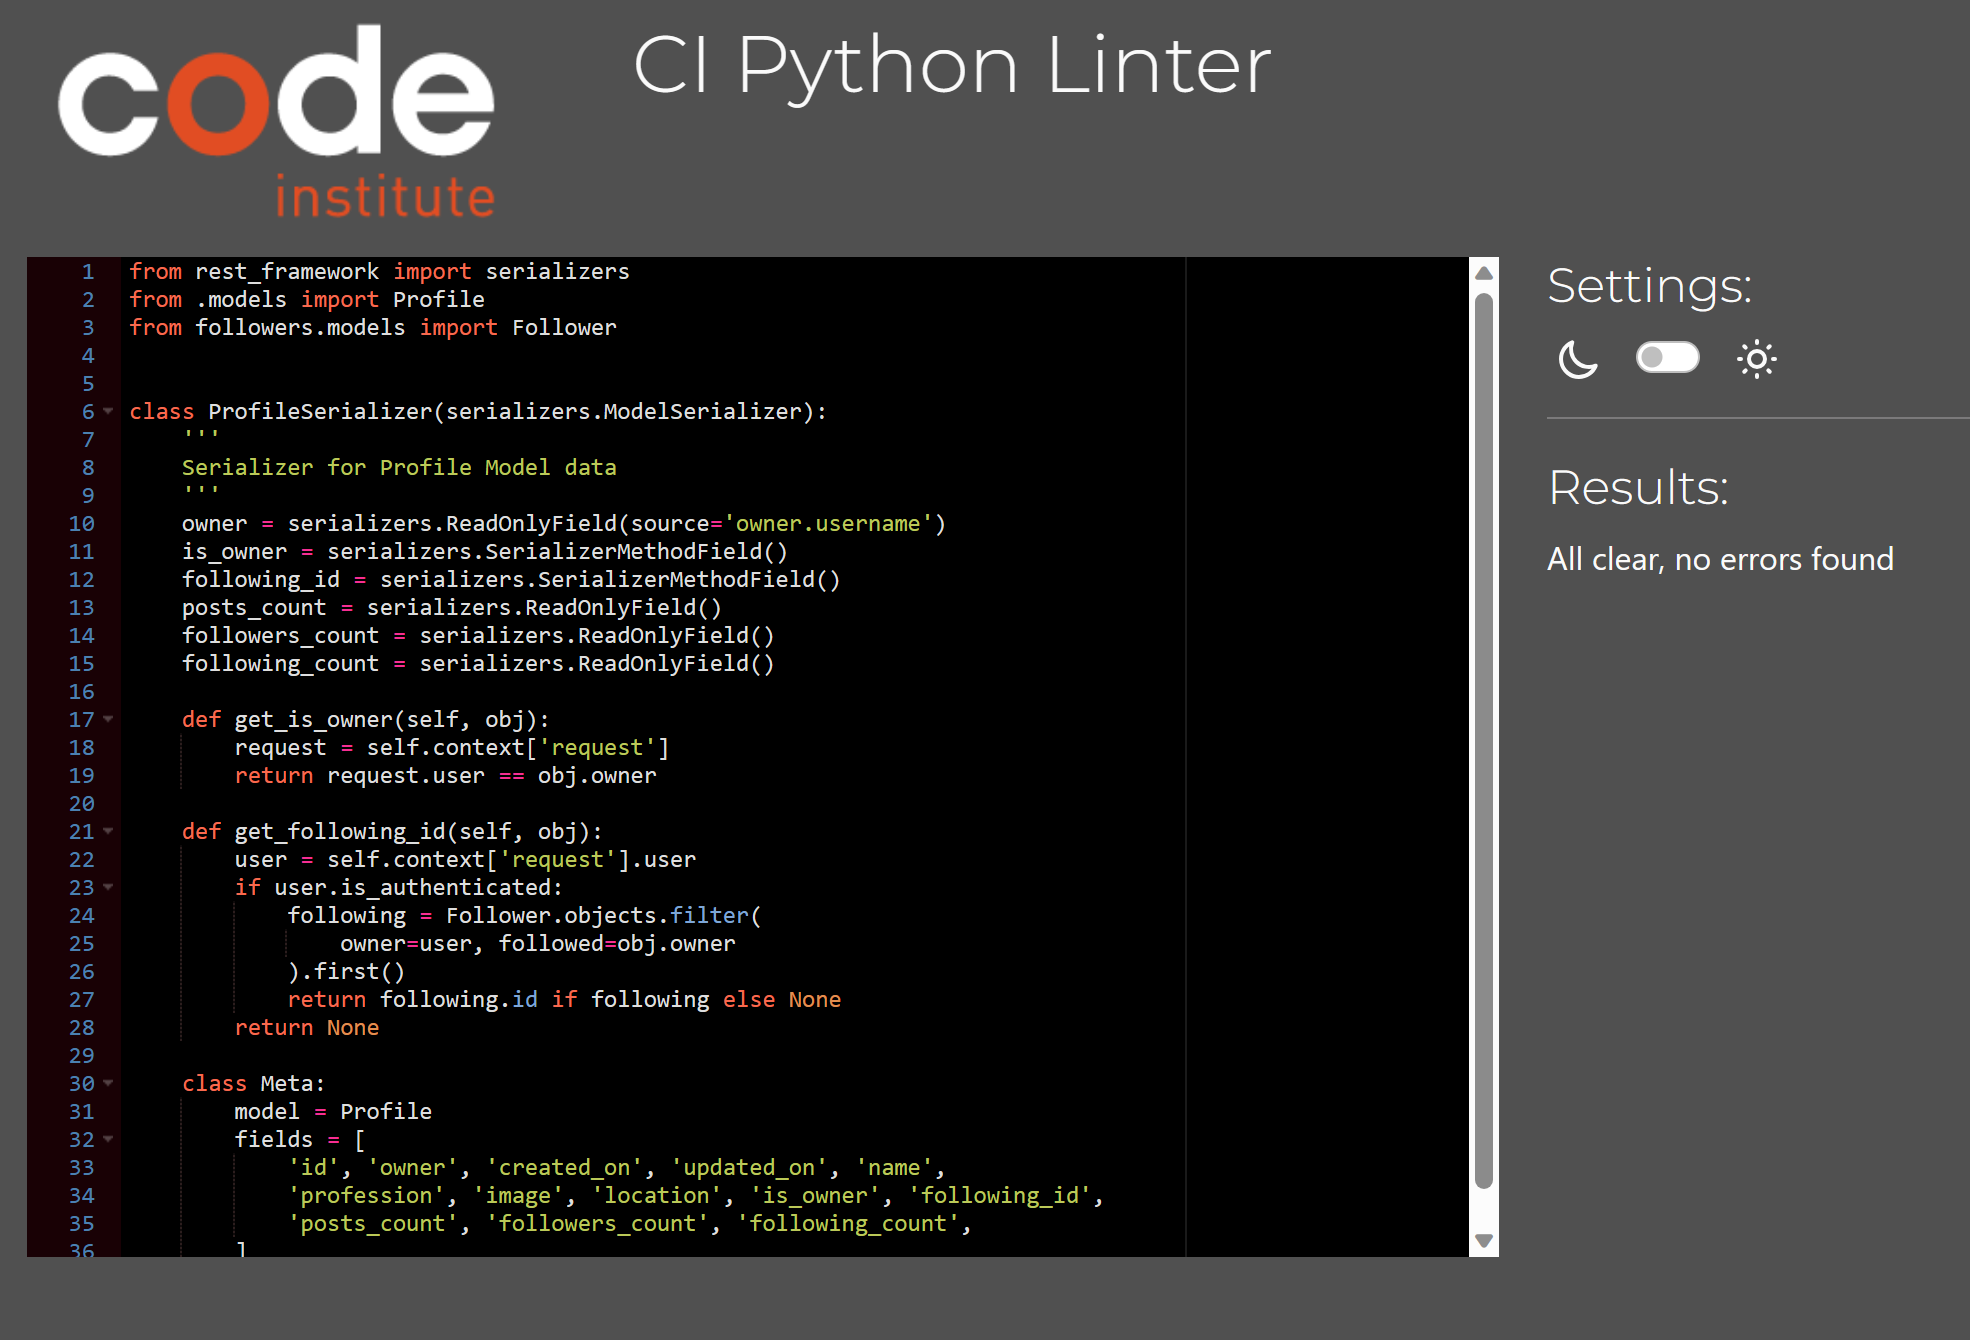 code
institute
CI Python Linter
1 from rest_framework import serializers
2 from .models import Profile
3 from followers.models import Follower
4
5
6 class ProfileSerializer(serializers.ModelSerializer):
7     '''
8     Serializer for Profile Model data
9     '''
10     owner = serializers.ReadOnlyField(source='owner.username')
11     is_owner = serializers.SerializerMethodField()
12     following_id = serializers.SerializerMethodField()
13     posts_count = serializers.ReadOnlyField()
14     followers_count = serializers.ReadOnlyField()
15     following_count = serializers.ReadOnlyField()
16
17     def get_is_owner(self, obj):
18         request = self.context['request']
19         return request.user == obj.owner
20
21     def get_following_id(self, obj):
22         user = self.context['request'].user
23         if user.is_authenticated:
24             following = Follower.objects.filter(
25                 owner=user, followed=obj.owner
26             ).first()
27             return following.id if following else None
28         return None
29
30     class Meta:
31         model = Profile
32         fields = [
33             'id', 'owner', 'created_on', 'updated_on', 'name',
34             'profession', 'image', 'location', 'is_owner', 'following_id',
35             'posts_count', 'followers_count', 'following_count',
36         ]
Settings:
Results:
All clear, no errors found